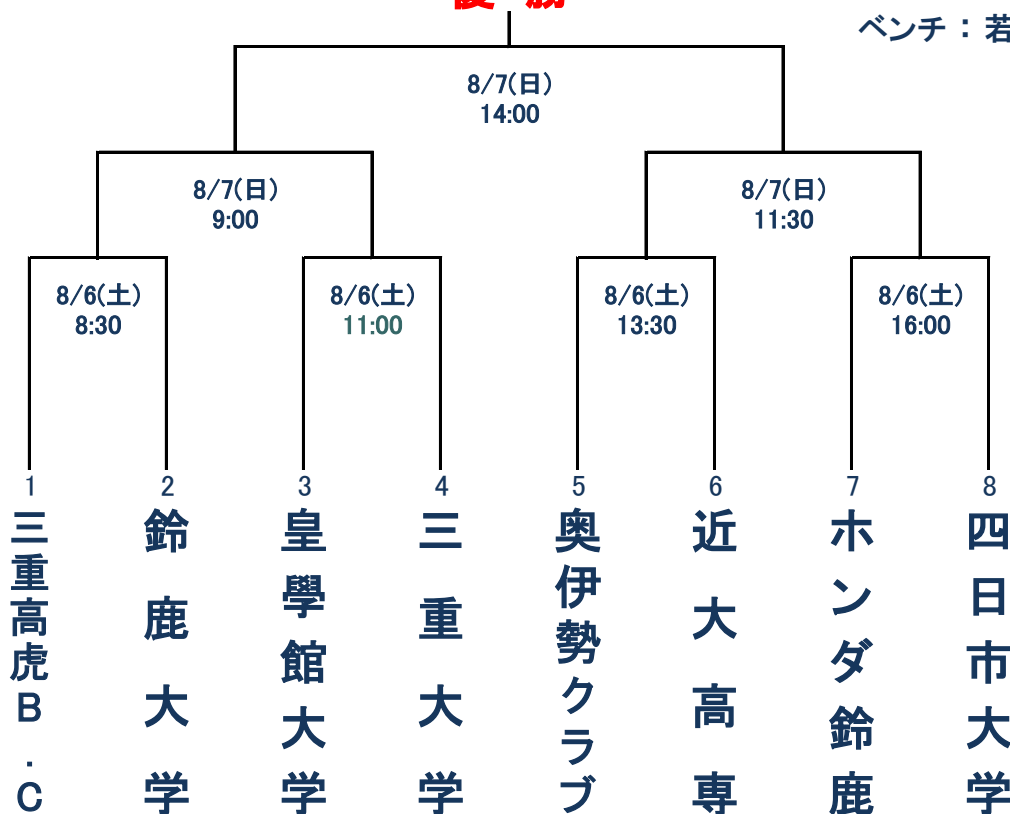 優勝
ベンチ：若
8/7(日)
14:00
8/7(日)
9:00
8/7(日)
11:30
8/6(土)
8:30
8/6(土)
11:00
8/6(土)
13:30
8/6(土)
16:00
1
2
3
4
5
6
7
8
三重高虎B.C
鈴鹿大学
皇學館大学
三重大学
奥伊勢クラブ
近大高専
ホンダ鈴鹿
四日市大学